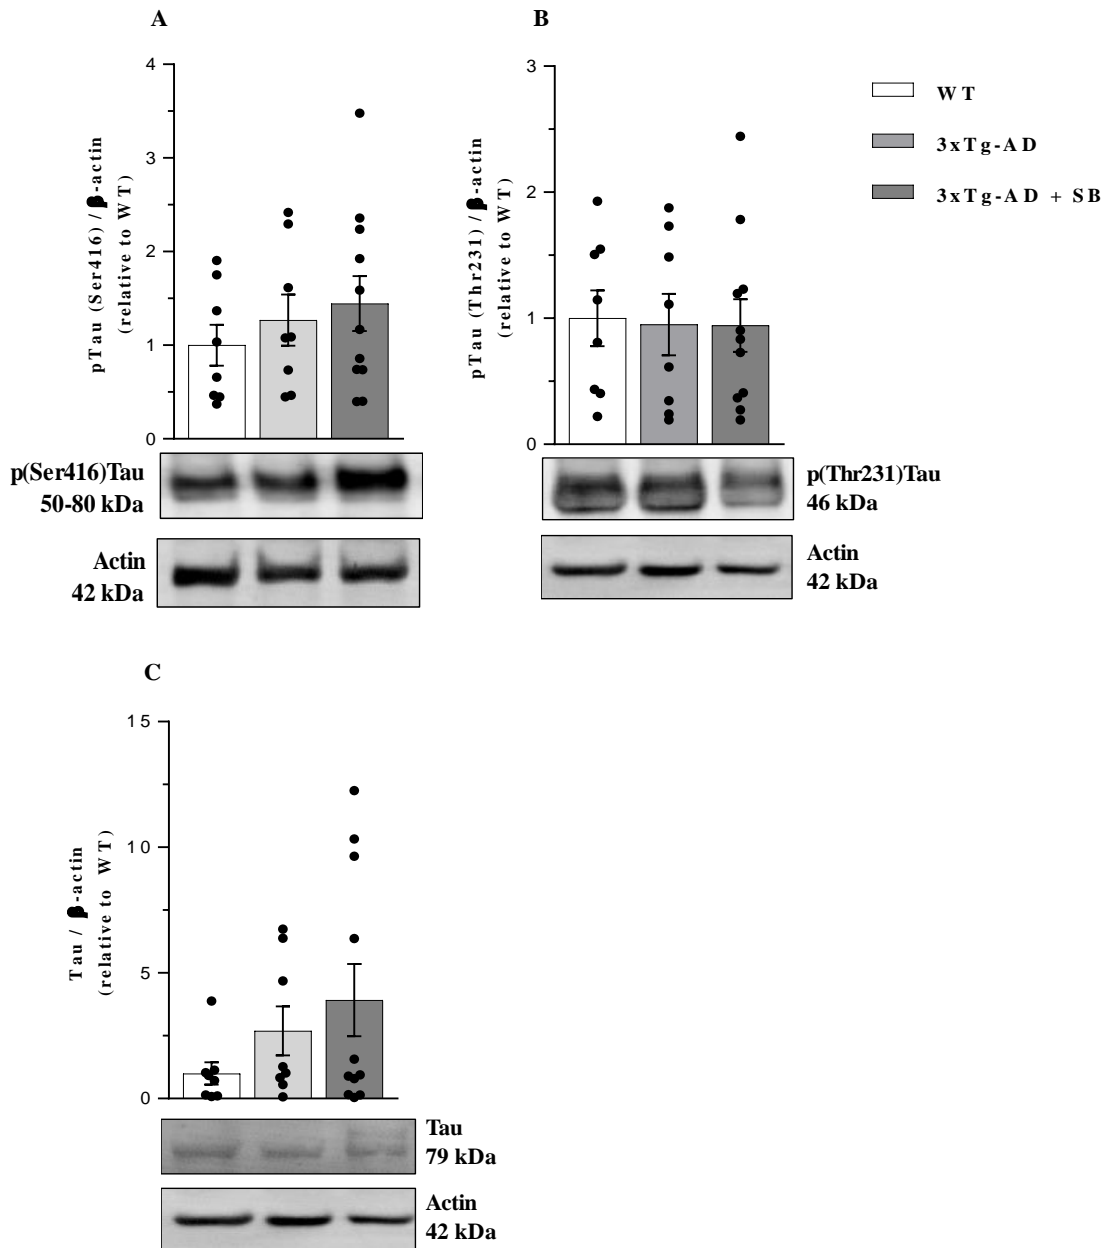 A
B
4
3
2
1
0
pTau (Ser416) / β-actin
(relative to WT)
3
2
1
0
pTau (Thr231) / β-actin
(relative to WT)
WT
3xTg-AD
3xTg-AD + SB
p(Ser416)Tau
50-80 kDa
Actin
42 kDa
p(Thr231)Tau
46 kDa
Actin
42 kDa
C
15
10
5
0
Tau / β-actin
(relative to WT)
Tau
79 kDa
Actin
42 kDa